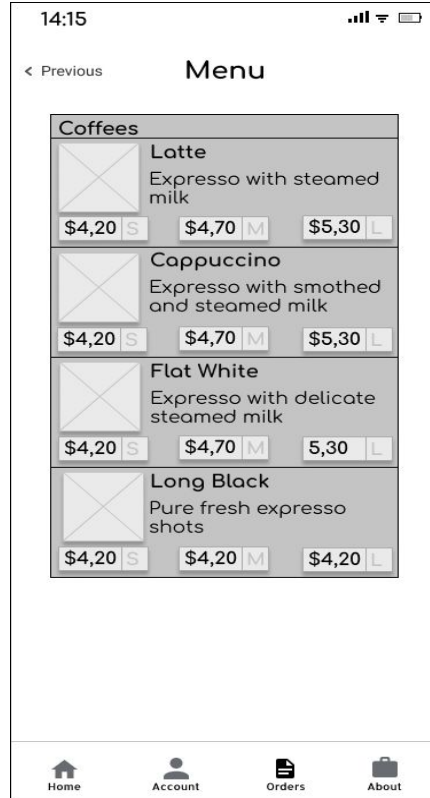 14:15
< Previous
Menu
Coffees
Latte
Expresso with steamed
milk
$4,20 S $4,70 M $5,30 L
Cappuccino
Expresso with smothed
and steamed milk
$4,20 S $4,70 M $5,30 L
Flat White
Expresso with delicate
steamed milk
$4,20 S $4,70 M 5,30 L
Long Black
Pure fresh expresso
shots
$4,20 S $4,20 M $4,20 L
Home Account Orders About